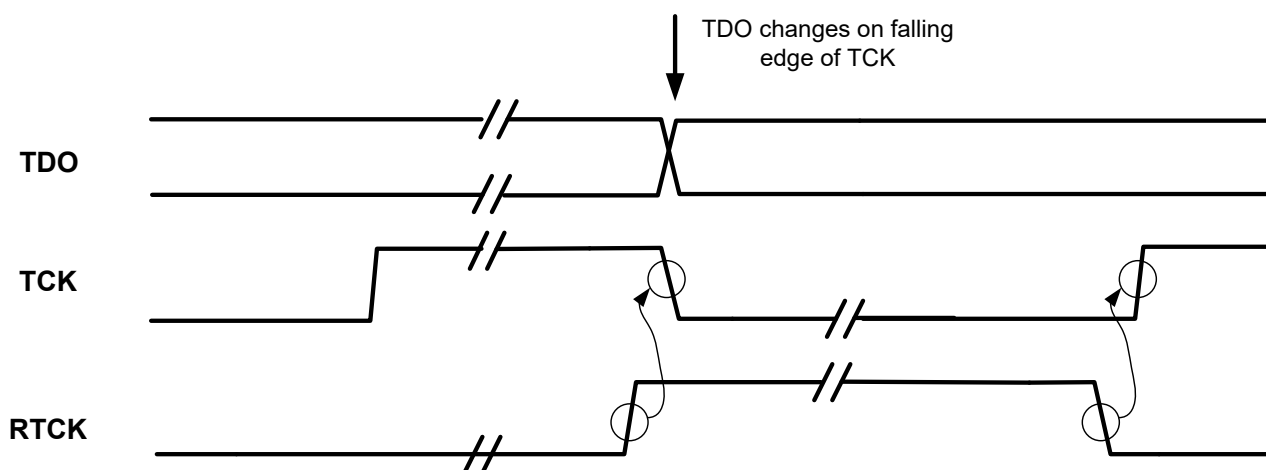 TDO changes on falling
edge of TCK
TDO
TCK
RTCK